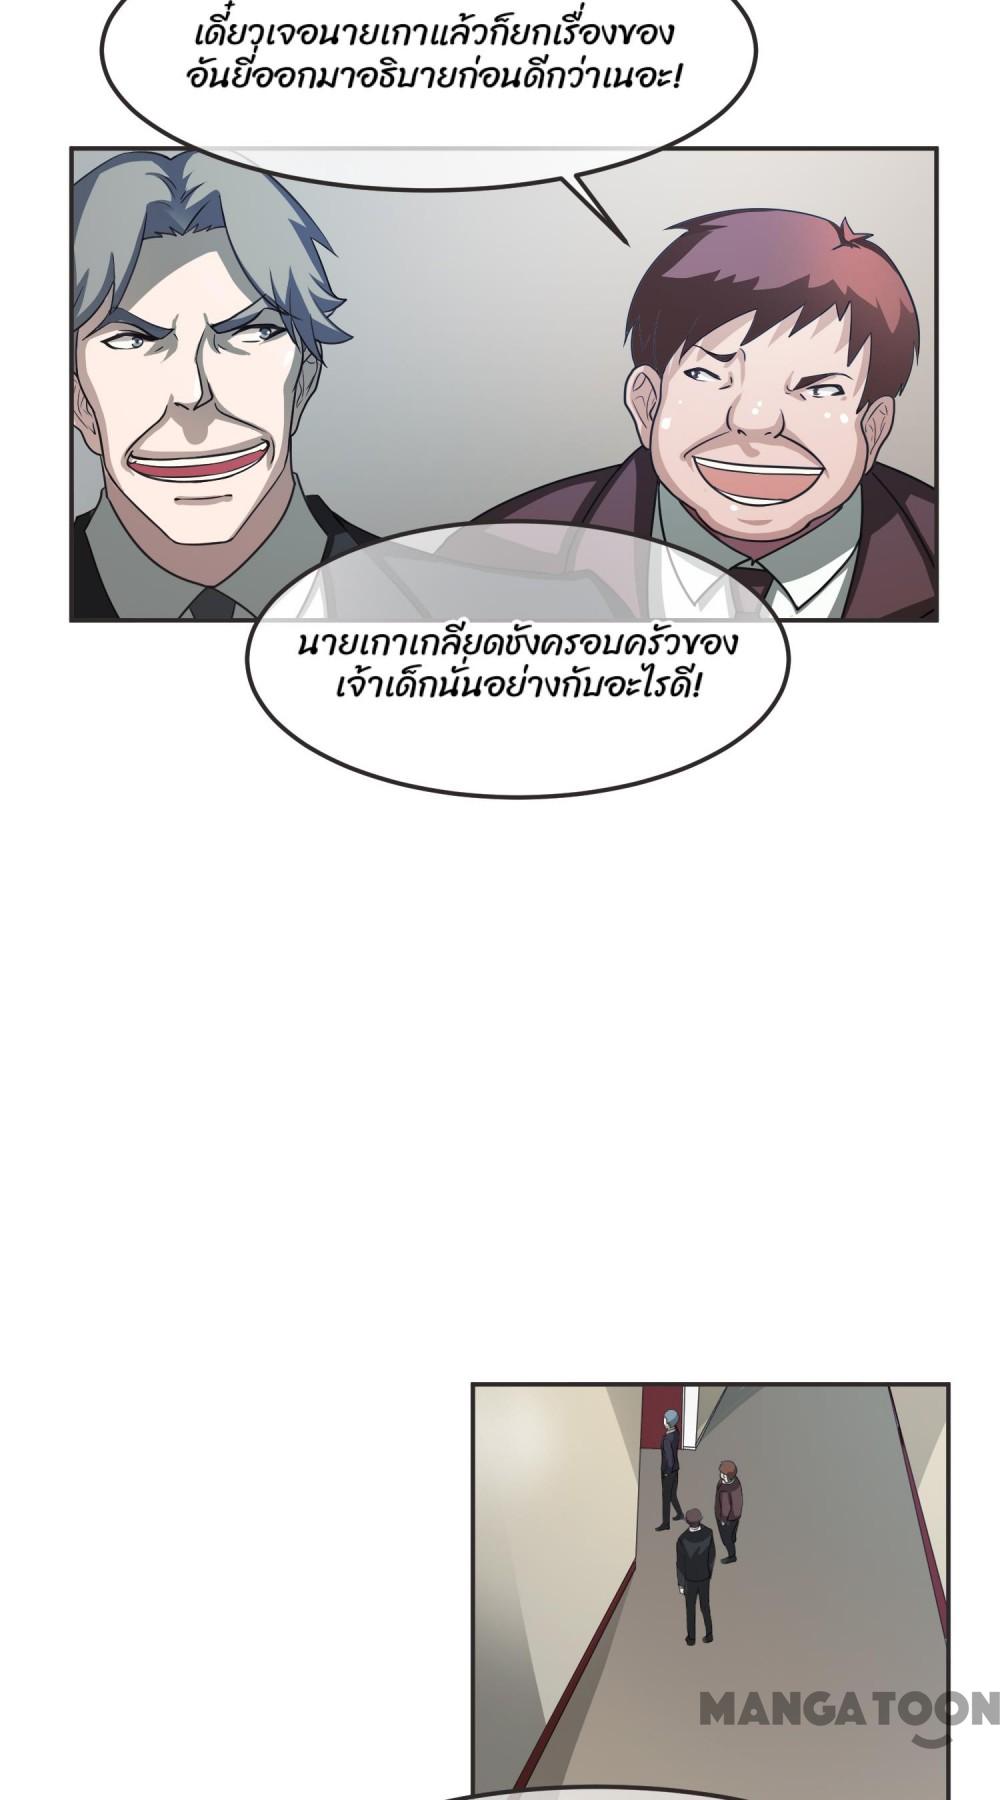 เดี๋ยวเจอนายเกาแล้วก็ยกเรื่องของ
อันยี่ออกมาอธิบายก่อนดีกว่าเนอะ!
นายเกาเกลียดชังครอบครัวของ
เจ้าเด็กนั่นอย่างกับอะไรดี!
MANGATOON